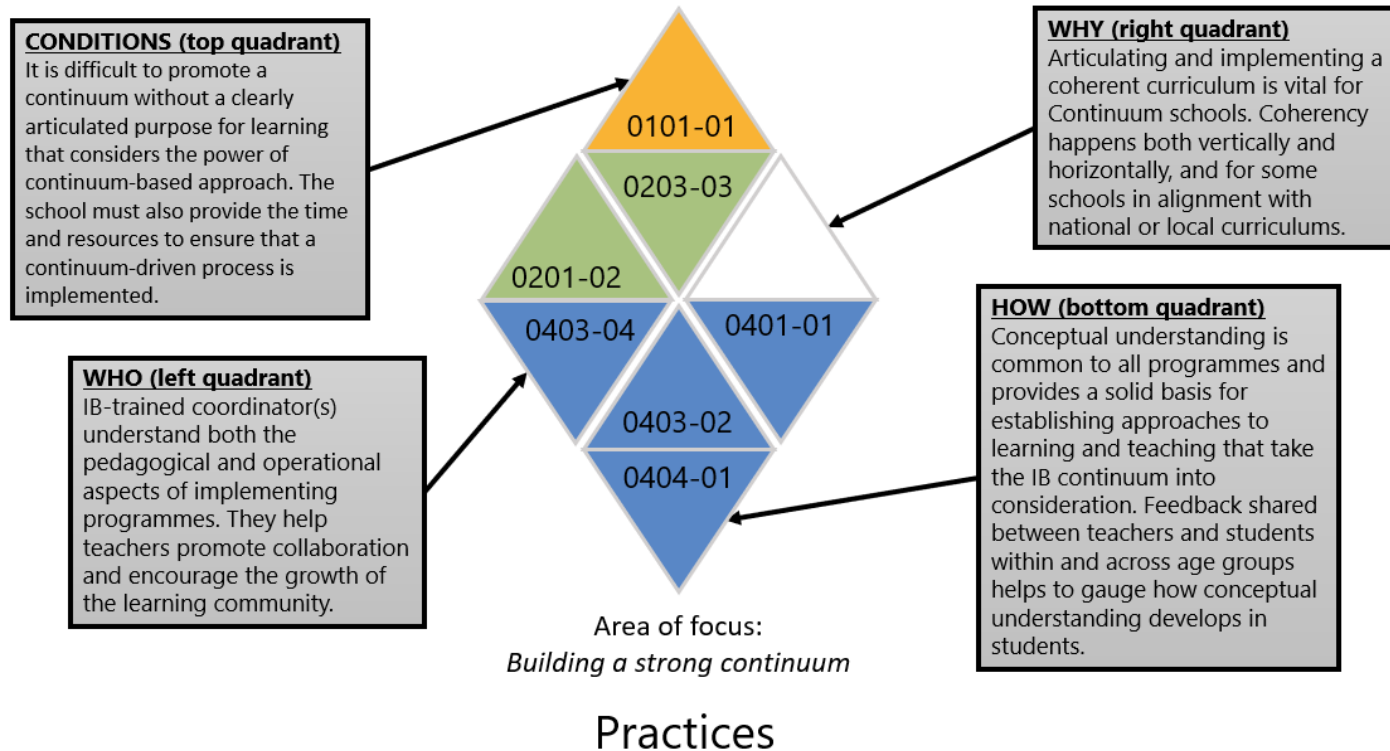 CONDITIONS (top quadrant)
It is difficult to promote a
continuum without a clearly
articulated purpose for learning
that considers the power of
continuum-based approach. The
school must also provide the time
and resources to ensure that a
continuum-driven process is
implemented.
WHY (right quadrant)
Articulating and implementing a
coherent curriculum is vital for
Continuum schools. Coherency
happens both vertically and
horizontally, and for some
schools in alignment with
national or local curriculums.
0101-01
0203-03
0201-02
0403-04
0401-01
0403-02
0404-01
WHO (left quadrant)
IB-trained coordinator(s)
understand both the
pedagogical and operational
aspects of implementing
programmes. They help
teachers promote collaboration
and encourage the growth of
the learning community.
HOW (bottom quadrant)
Conceptual understanding is
common to all programmes and
provides a solid basis for
establishing approaches to
learning and teaching that take
the IB continuum into
consideration. Feedback shared
between teachers and students
within and across age groups
helps to gauge how conceptual
understanding develops in
students.
Area of focus:
Building a strong continuum
Practices